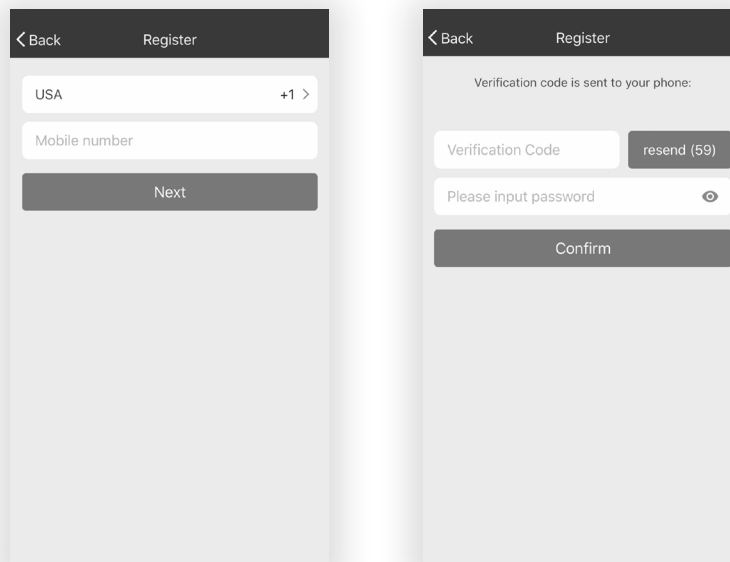 Back Register
USA +1
Mobile number
Next
Back Register
Verification code is sent to your phone:
Verification Code resend (59)
Please input password
Confirm